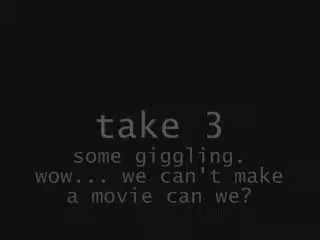 take 3
some giggling.
wow... we can't make
a movie can we?